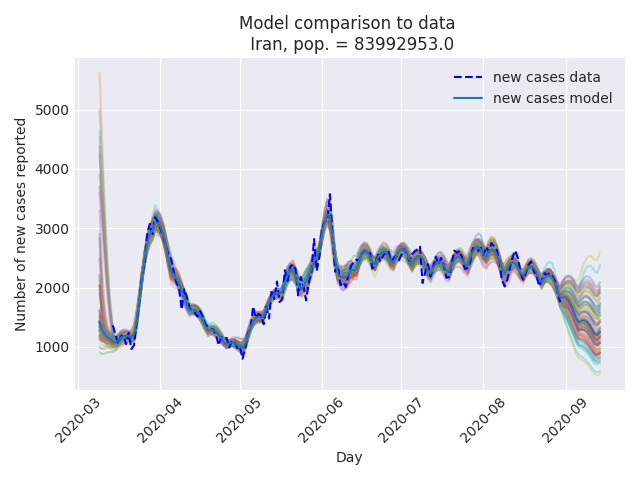 Model comparison to data
Iran, pop. = 83992953.0
new cases data
new cases model
Number of new cases reported
5000
4000
3000
2000
1000
2020-03
2020-04
2020-05
2020-06
2020-07
2020-08
2020-09
Day